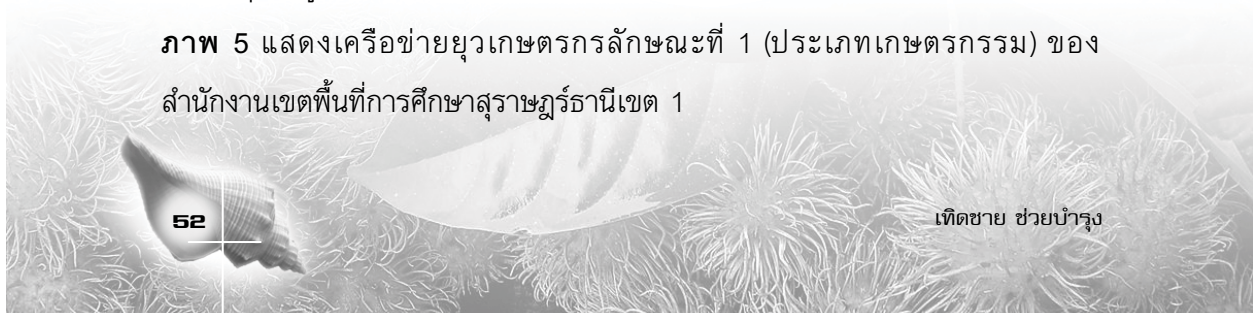 ภาพ 5 แสดงเครือข่ายยุวเกษตรกรลักษณะที่ 1 (ประเภทเกษตรกรรม) ของ
สำนักงานเขตพื้นที่การศึกษาสุราษฎร์ธานีเขต 1
52
เทิดชาย ช่วยบำรุง